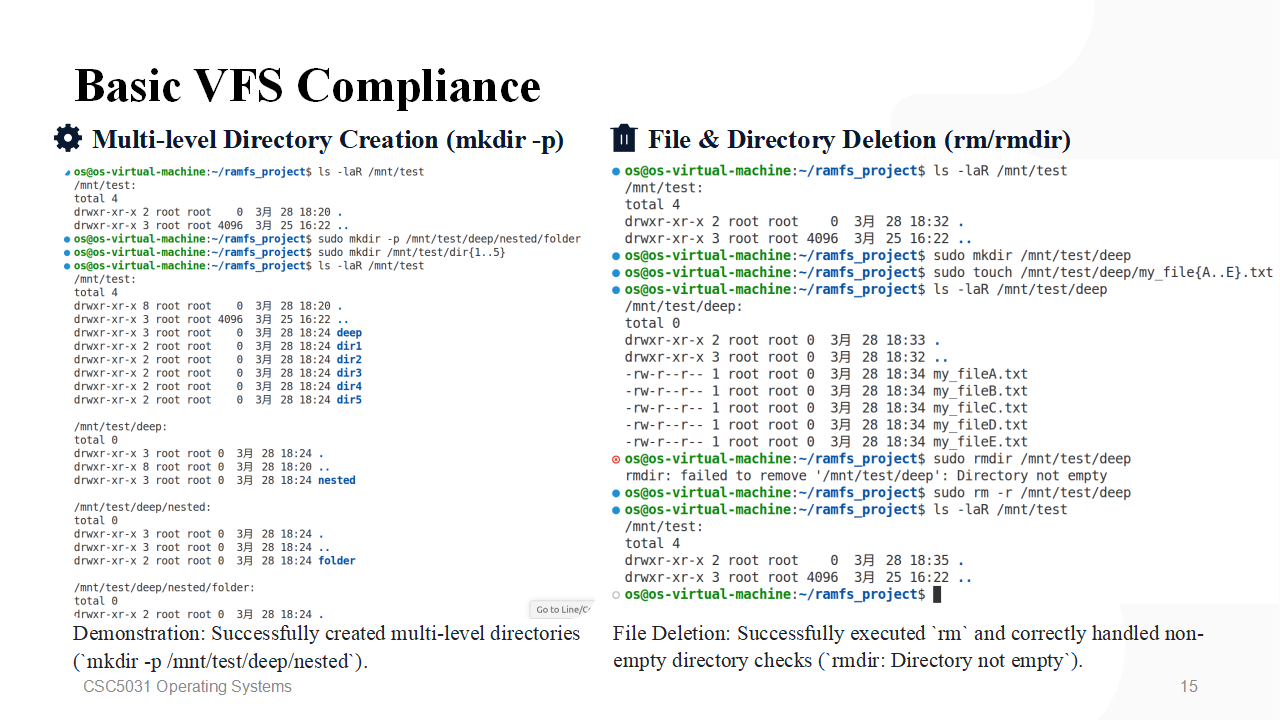 Basic VFS Compliance
Multi-level Directory Creation (mkdir -p)
os@os-virtual-machine:~/ramfs_project$ ls -laR /mnt/test
/mnt/test:
total 4
drwxr-xr-x 2 root root    0  3月 28 18:20 .
drwxr-xr-x 3 root root 4096  3月 25 16:22 ..
os@os-virtual-machine:~/ramfs_project$ sudo mkdir -p /mnt/test/deep/nested/folder
os@os-virtual-machine:~/ramfs_project$ sudo mkdir /mnt/test/dir{1..5}
os@os-virtual-machine:~/ramfs_project$ ls -laR /mnt/test
/mnt/test:
total 4
drwxr-xr-x 8 root root    0  3月 28 18:20 .
drwxr-xr-x 3 root root 4096  3月 25 16:22 ..
drwxr-xr-x 3 root root    0  3月 28 18:24 deep
drwxr-xr-x 2 root root    0  3月 28 18:24 dir1
drwxr-xr-x 2 root root    0  3月 28 18:24 dir2
drwxr-xr-x 2 root root    0  3月 28 18:24 dir3
drwxr-xr-x 2 root root    0  3月 28 18:24 dir4
drwxr-xr-x 2 root root    0  3月 28 18:24 dir5
/mnt/test/deep:
total 0
drwxr-xr-x 3 root root 0  3月 28 18:24 .
drwxr-xr-x 8 root root 0  3月 28 18:20 ..
drwxr-xr-x 3 root root 0  3月 28 18:24 nested
/mnt/test/deep/nested:
total 0
drwxr-xr-x 3 root root 0  3月 28 18:24 .
drwxr-xr-x 3 root root 0  3月 28 18:24 ..
drwxr-xr-x 2 root root 0  3月 28 18:24 folder
/mnt/test/deep/nested/folder:
total 0
drwxr-xr-x 2 root root 0  3月 28 18:24 .
Go to Line/C
Demonstration: Successfully created multi-level directories
(`mkdir -p /mnt/test/deep/nested`).
File & Directory Deletion (rm/rmdir)
os@os-virtual-machine:~/ramfs_project$ ls -laR /mnt/test
/mnt/test:
total 4
drwxr-xr-x 2 root root    0  3月 28 18:32 .
drwxr-xr-x 3 root root 4096  3月 25 16:22 ..
os@os-virtual-machine:~/ramfs_project$ sudo mkdir /mnt/test/deep
os@os-virtual-machine:~/ramfs_project$ sudo touch /mnt/test/deep/my_file{A..E}.txt
os@os-virtual-machine:~/ramfs_project$ ls -laR /mnt/test/deep
/mnt/test/deep:
total 0
drwxr-xr-x 2 root root 0  3月 28 18:33 .
drwxr-xr-x 3 root root 0  3月 28 18:32 ..
-rw-r--r-- 1 root root 0  3月 28 18:34 my_fileA.txt
-rw-r--r-- 1 root root 0  3月 28 18:34 my_fileB.txt
-rw-r--r-- 1 root root 0  3月 28 18:34 my_fileC.txt
-rw-r--r-- 1 root root 0  3月 28 18:34 my_fileD.txt
-rw-r--r-- 1 root root 0  3月 28 18:34 my_fileE.txt
os@os-virtual-machine:~/ramfs_project$ sudo rmdir /mnt/test/deep
rmdir: failed to remove '/mnt/test/deep': Directory not empty
os@os-virtual-machine:~/ramfs_project$ sudo rm -r /mnt/test/deep
os@os-virtual-machine:~/ramfs_project$ ls -laR /mnt/test
/mnt/test:
total 4
drwxr-xr-x 2 root root    0  3月 28 18:35 .
drwxr-xr-x 3 root root 4096  3月 25 16:22 ..
os@os-virtual-machine:~/ramfs_project$
File Deletion: Successfully executed `rm` and correctly handled non-
empty directory checks (`rmdir: Directory not empty`).
CSC5031 Operating Systems
15